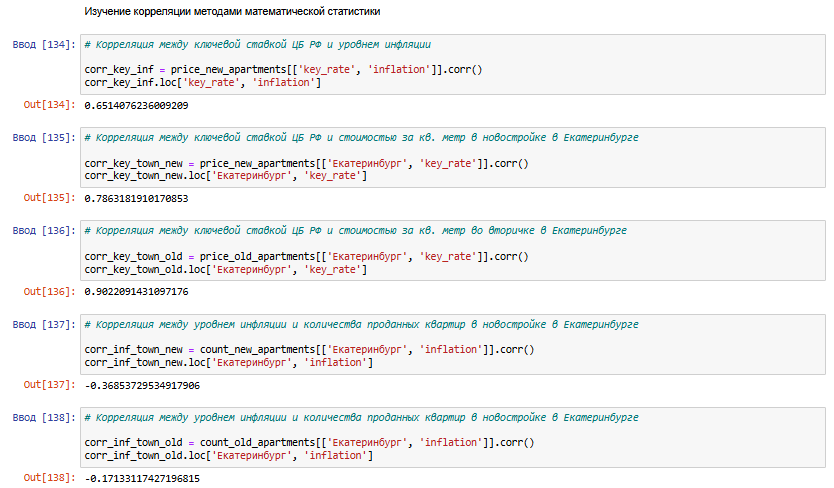 Изучение корреляции методами математической статистики
Ввод [134]: # Корреляция между ключевой ставкой ЦБ РФ и уровнем инфляции
corr_key_inf = price_new_apartments[['key_rate', 'inflation']].corr()
corr_key_inf.loc['key_rate', 'inflation']
Out[134]: 0.6514076236009209
Ввод [135]: # Корреляция между ключевой ставкой ЦБ РФ и стоимостью за кв. метр в новостройке в Екатеринбурге
corr_key_town_new = price_new_apartments[['Екатеринбург', 'key_rate']].corr()
corr_key_town_new.loc['Екатеринбург', 'key_rate']
Out[135]: 0.7863181910170853
Ввод [136]: # Корреляция между ключевой ставкой ЦБ РФ и стоимостью за кв. метр во вторичке в Екатеринбурге
corr_key_town_old = price_old_apartments[['Екатеринбург', 'key_rate']].corr()
corr_key_town_old.loc['Екатеринбург', 'key_rate']
Out[136]: 0.9022091431097176
Ввод [137]: # Корреляция между уровнем инфляции и количества проданных квартир в новостройке в Екатеринбурге
corr_inf_town_new = count_new_apartments[['Екатеринбург', 'inflation']].corr()
corr_inf_town_new.loc['Екатеринбург', 'inflation']
Out[137]: -0.36853729534917906
Ввод [138]: # Корреляция между уровнем инфляции и количества проданных квартир в новостройке в Екатеринбурге
corr_inf_town_old = count_old_apartments[['Екатеринбург', 'inflation']].corr()
corr_inf_town_old.loc['Екатеринбург', 'inflation']
Out[138]: -0.17133117427196815